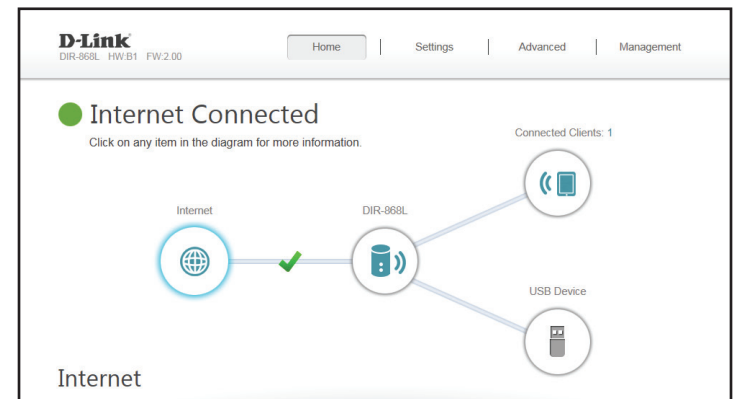 D-Link
DIR-868L HW:B1 FW:2.00
Home Settings Advanced Management
Internet Connected
Click on any item in the diagram for more information.
Connected Clients: 1
Internet
DIR-868L
USB Device
Internet